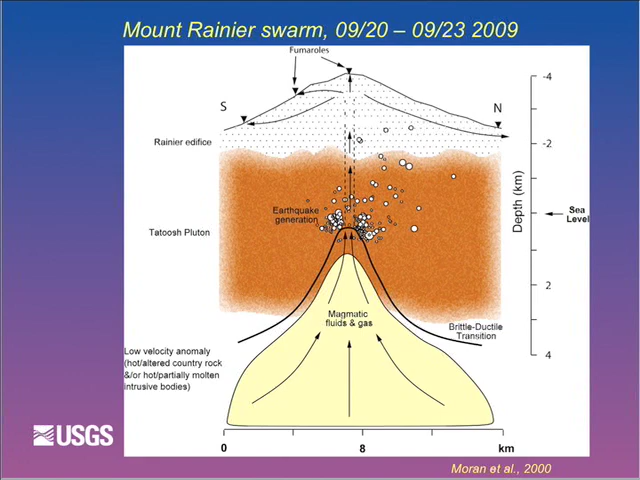 Mount Rainier swarm, 09/20 – 09/23 2009
Fumaroles
S
N
-4
Rainier edifice
-2
Earthquake
generation
Depth (km)
Sea
Level
Tatoosh Pluton
2
Magmatic
fluids & gas
Brittle-Ductile
Transition
Low velocity anomaly
(hot/altered country rock
&/or hot/partially molten
intrusive bodies)
4
USGS
0
8
km
Moran et al., 2000